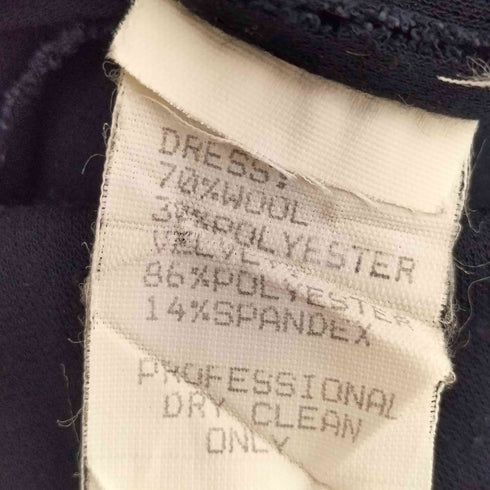 DRESS:
70%WOOL
30%POLYESTER
VELVET:
86%POLYESTER
14%SPANDEX
PROFESSIONAL
DRY CLEAN
ONLY